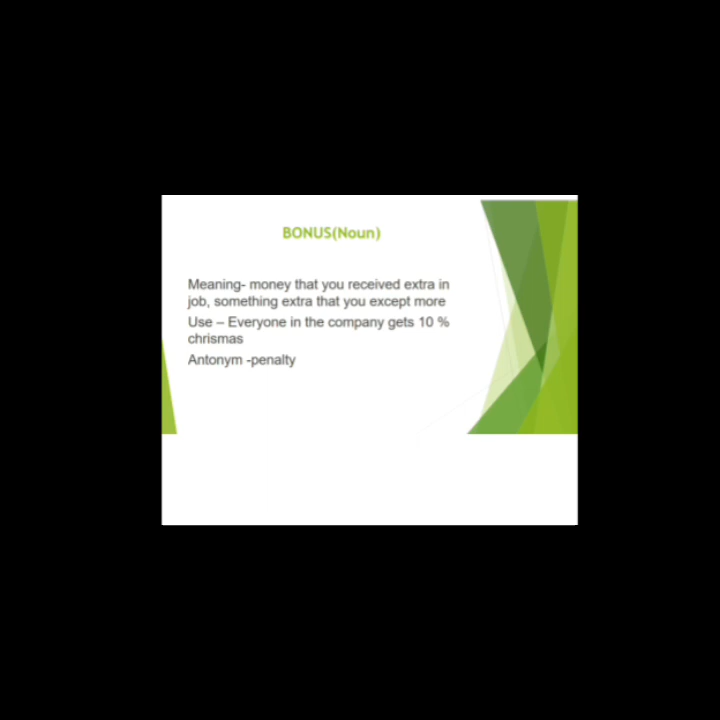 BONUS(Noun)
Meaning- money that you received extra in
job, something extra that you except more
Use – Everyone in the company gets 10 %
chrismas
Antonym -penalty